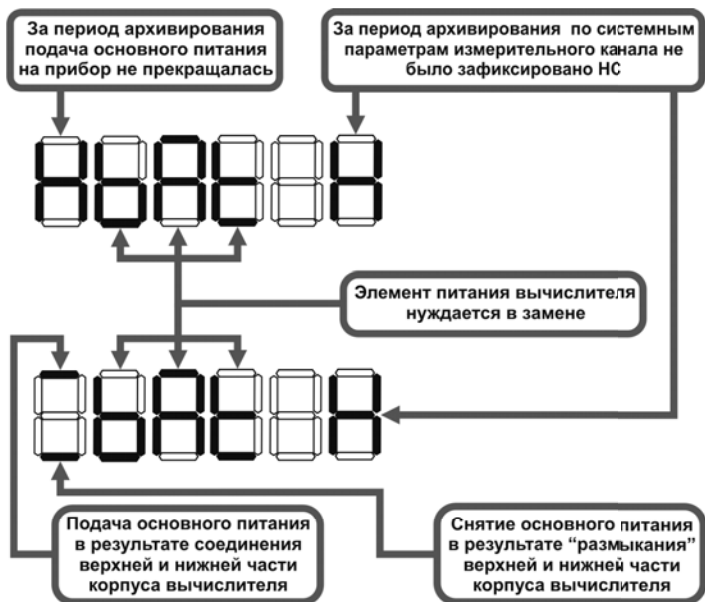 За период архивирования
подача основного питания
на прибор не прекращалась
За период архивирования по системным
параметрам измерительного канала не
было зафиксировано НС
Элемент питания вычислителя
нуждается в замене
Подача основного питания
в результате соединения
верхней и нижней части
корпуса вычислителя
Снятие основного питания
в результате “размыкания”
верхней и нижней части
корпуса вычислителя